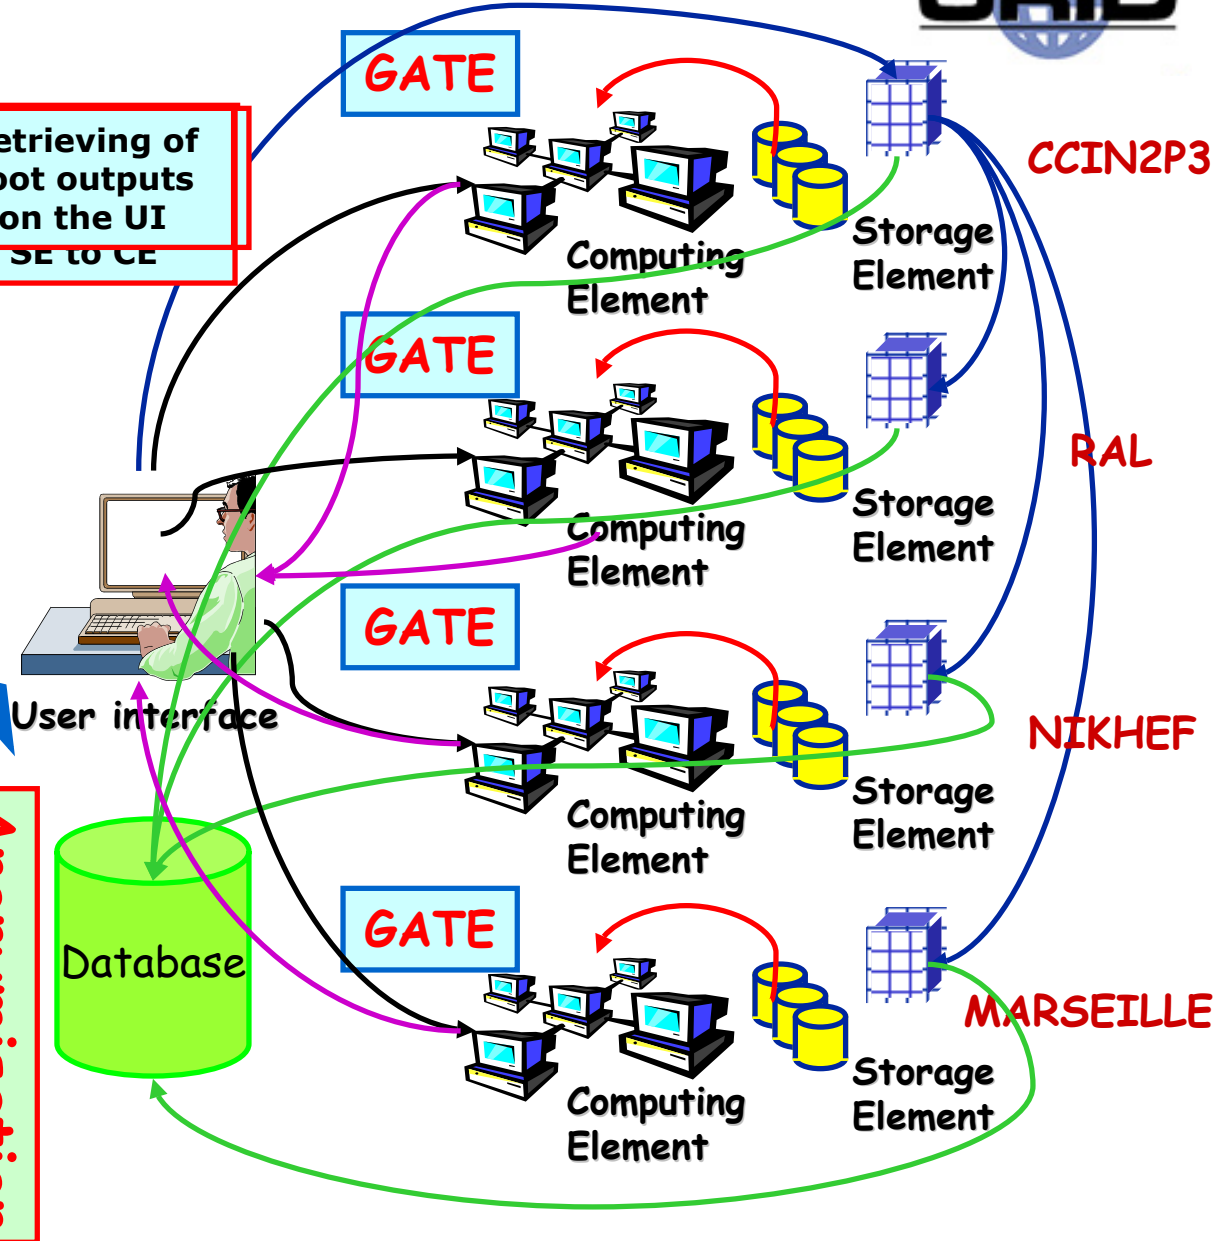 GRID
GATE
etrieving of
oot outputs
on the UI
SE to CE
CCIN2P3
Storage
Element
Computing
Element
GATE
RAL
Storage
Element
Computing
Element
GATE
User interface
NIKHEF
Storage
Element
Computing
Element
GATE
Database
MARSEILLE
Storage
Element
Computing
Element